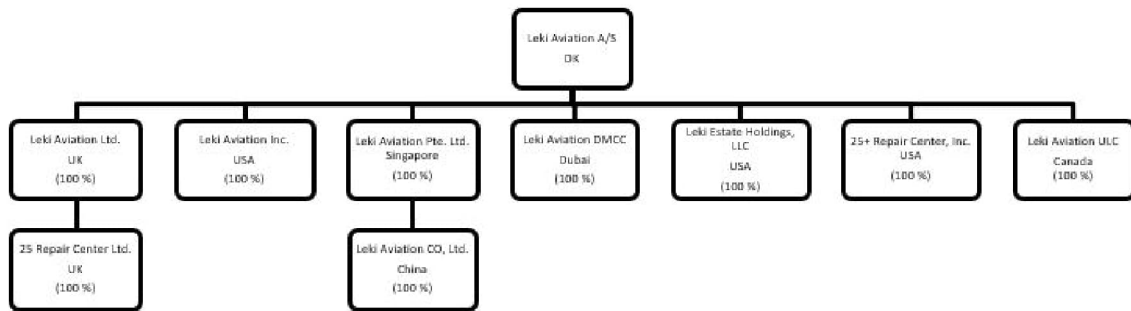 Leki Aviation A/S
DK
Leki Aviation Ltd.
UK
(100 %)
Leki Aviation Inc.
USA
(100 %)
Leki Aviation Pte. Ltd.
Singapore
(100 %)
Leki Aviation DMCC
Dubai
(100 %)
Leki Estate Holdings,
LLC
USA
(100 %)
25+ Repair Center, Inc.
USA
(100 %)
Leki Aviation ULC
Canada
(100 %)
25 Repair Center Ltd.
UK
(100 %)
Leki Aviation CO, Ltd.
China
(100 %)